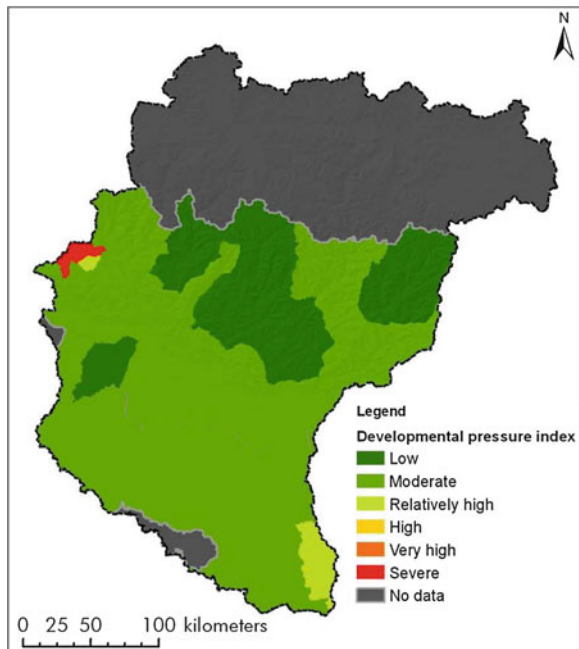 N
Legend
Developmental pressure index
Low
Moderate
Relatively high
High
Very high
Severe
No data
0 25 50 100 kilometers